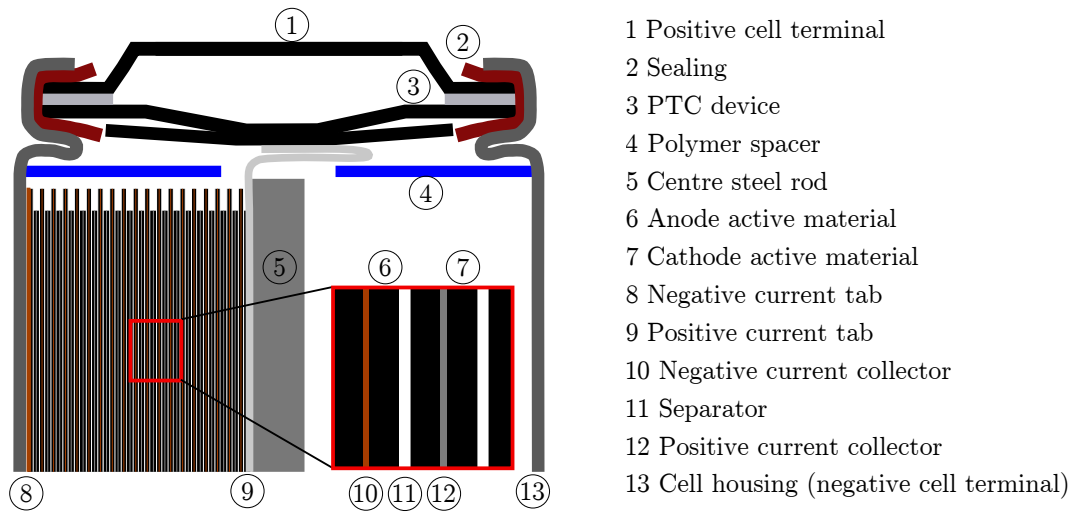 1
2
3
4
5
6
7
8
9
10
11
12
13
1 Positive cell terminal
2 Sealing
3 PTC device
4 Polymer spacer
5 Centre steel rod
6 Anode active material
7 Cathode active material
8 Negative current tab
9 Positive current tab
10 Negative current collector
11 Separator
12 Positive current collector
13 Cell housing (negative cell terminal)